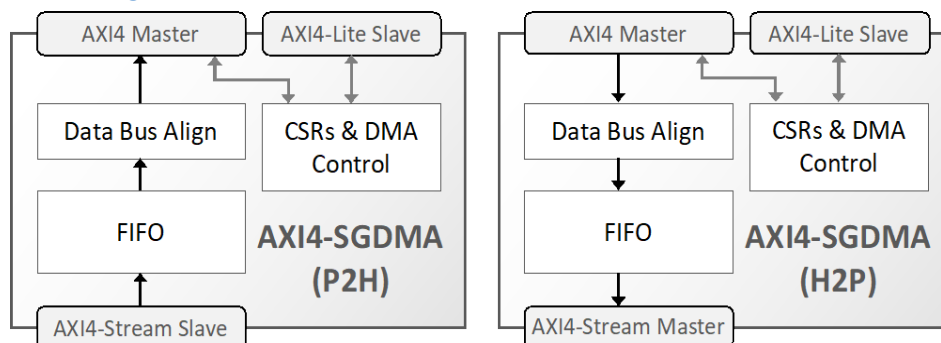 AXI4 Master
AXI4-Lite Slave
Data Bus Align
CSRs & DMA
Control
FIFO
AXI4-SGDMA
(P2H)
AXI4-Stream Slave
AXI4 Master
AXI4-Lite Slave
Data Bus Align
CSRs & DMA
Control
FIFO
AXI4-SGDMA
(H2P)
AXI4-Stream Master